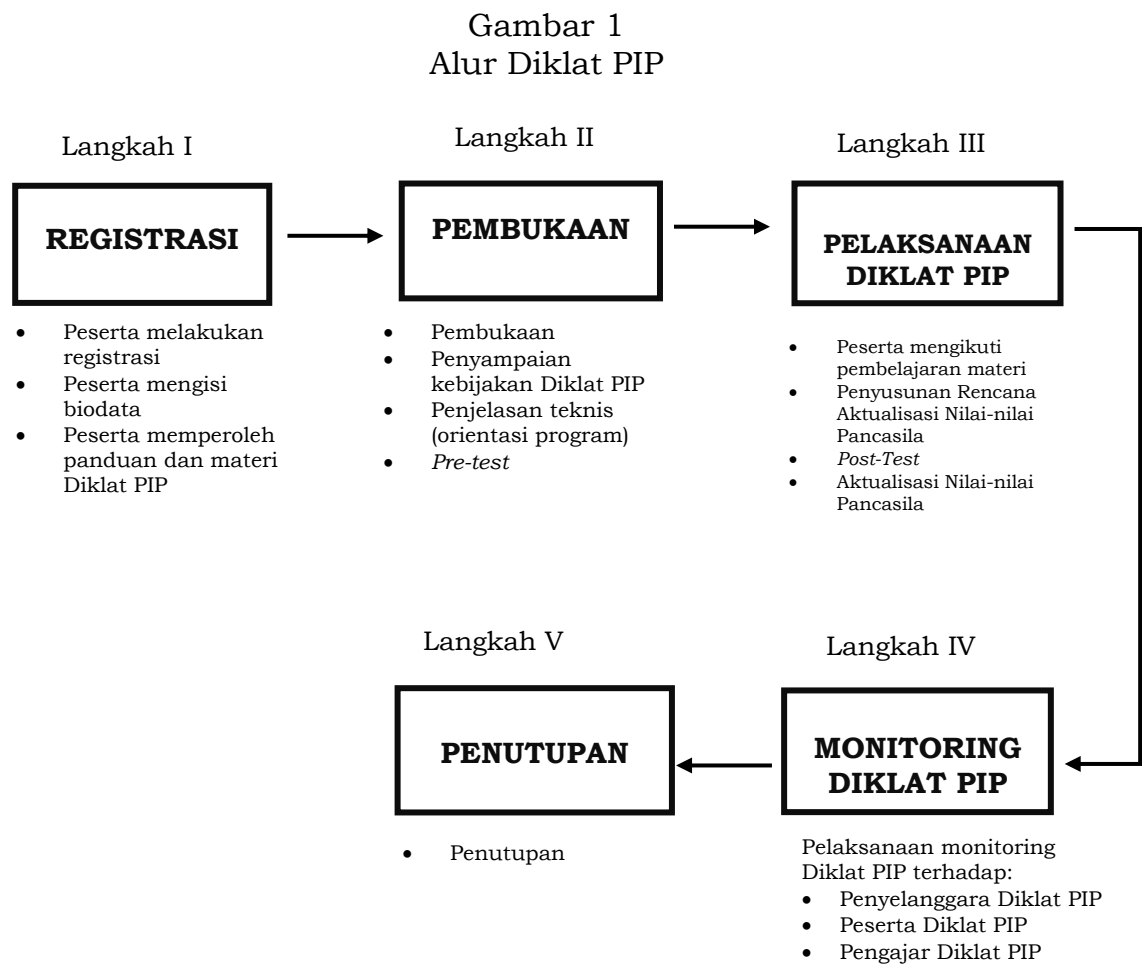 Gambar 1
Alur Diklat PIP
Langkah I
REGISTRASI
• Peserta melakukan
registrasi
• Peserta mengisi
biodata
• Peserta memperoleh
panduan dan materi
Diklat PIP
Langkah II
PEMBUKAAN
• Pembukaan
• Penyampaian
kebijakan Diklat PIP
• Penjelasan teknis
(orientasi program)
• Pre-test
Langkah III
PELAKSANAAN
DIKLAT PIP
• Peserta mengikuti
pembelajaran materi
• Penyusunan Rencana
Aktualisasi Nilai-nilai
Pancasila
• Post-Test
• Aktualisasi Nilai-nilai
Pancasila
Langkah IV
MONITORING
DIKLAT PIP
Pelaksanaan monitoring
Diklat PIP terhadap:
• Penyelanggara Diklat PIP
• Peserta Diklat PIP
• Pengajar Diklat PIP
Langkah V
PENUTUPAN
• Penutupan